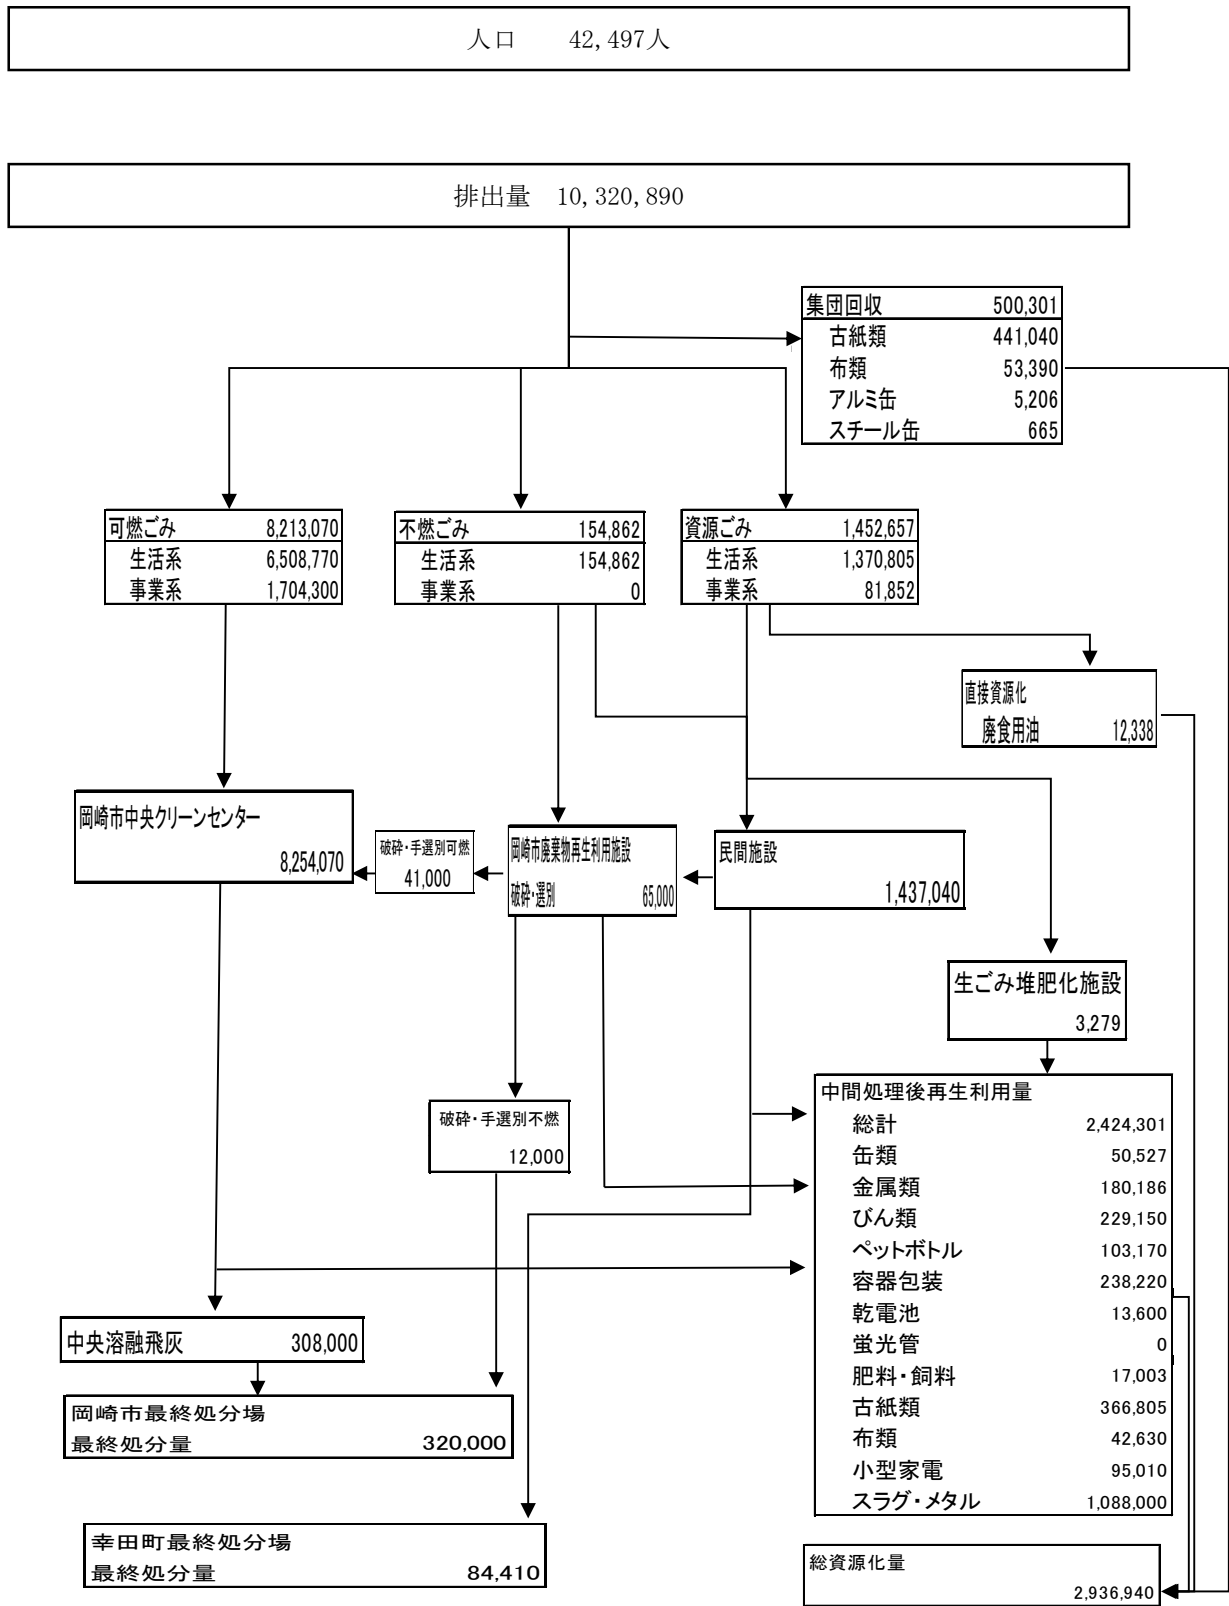 人口 42,497人
排出量 10,320,890
集団回収 500,301
古紙類 441,040
布類 53,390
アルミ缶 5,206
スチール缶 665
可燃ごみ 8,213,070
生活系 6,508,770
事業系 1,704,300
不燃ごみ 154,862
生活系 154,862
事業系 0
資源ごみ 1,452,657
生活系 1,370,805
事業系 81,852
直接資源化
廃食用油 12,338
岡崎市中央クリーンセンター
8,254,070
破砕・手選別可燃
41,000
岡崎市廃棄物再生利用施設
破砕・選別 65,000
民間施設
1,437,040
生ごみ堆肥化施設
3,279
破砕・手選別不燃
12,000
中間処理後再生利用量
総計 2,424,301
缶類 50,527
金属類 180,186
びん類 229,150
ペットボトル 103,170
容器包装 238,220
乾電池 13,600
蛍光管 0
肥料・飼料 17,003
古紙類 366,805
布類 42,630
小型家電 95,010
スラグ・メタル 1,088,000
中央溶融飛灰 308,000
岡崎市最終処分場
最終処分量 320,000
幸田町最終処分場
最終処分量 84,410
総資源化量
2,936,940